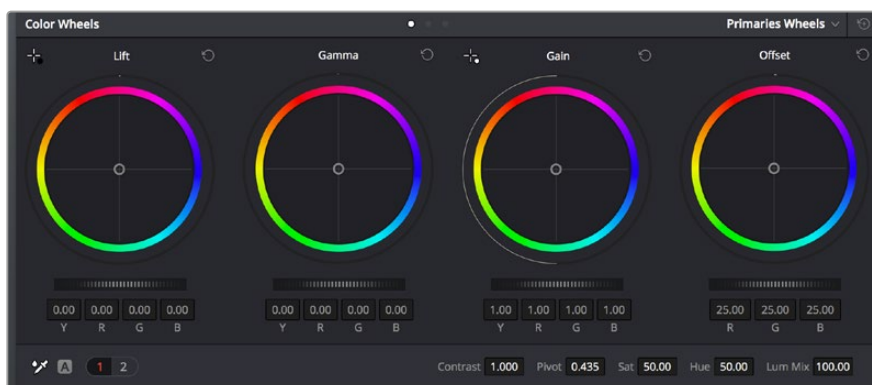 Color Wheels Primaries Wheels
Lift Gamma Gain Offset
0.00 0.00 0.00 0.00 0.00 0.00 0.00 0.00 1.00 1.00 1.00 1.00 25.00 25.00 25.00
Y R G B Y R G B Y R G B R G B
A 1 2 Contrast 1.000 Pivot 0.435 Sat 50.00 Hue 50.00 Lum Mix 100.00